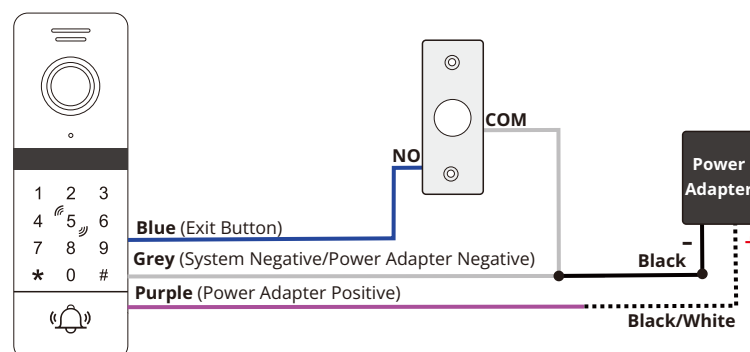 COM
NO
Power
Adapter
1 2 3
4 5 6
7 8 9
* 0 #
Blue (Exit Button)
Grey (System Negative/Power Adapter Negative)
Black
Purple (Power Adapter Positive)
Black/White
-